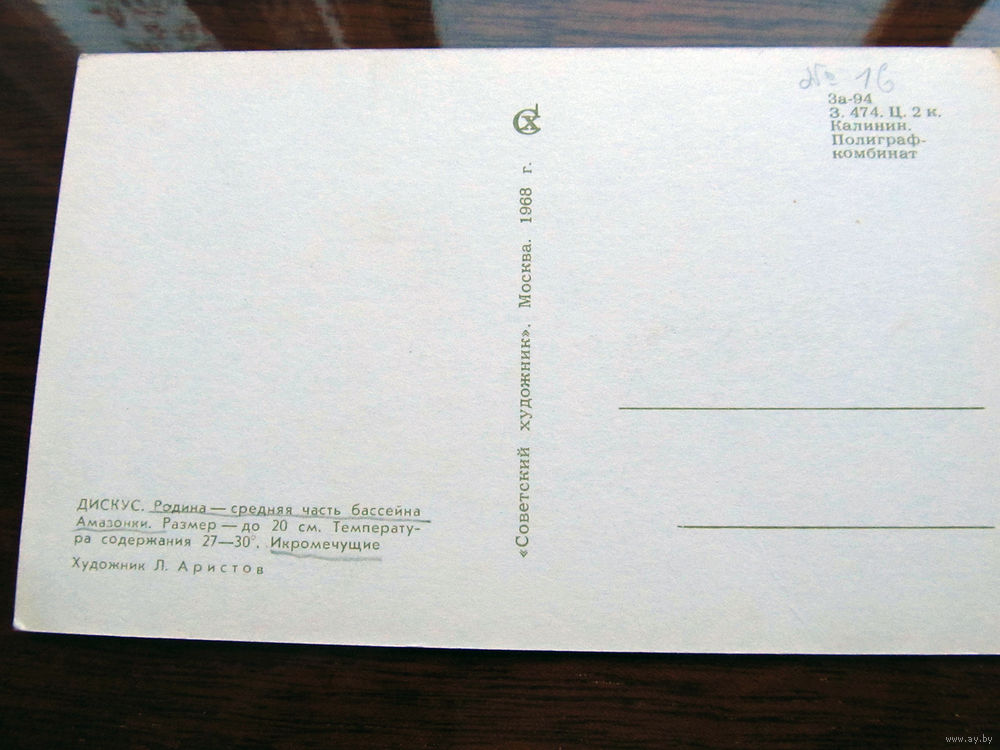 № 16
За-94
З. 474. Ц. 2 к.
Калинин.
Полиграф-
комбинат
СХ
«Советский художник». Москва. 1968 г.
ДИСКУС. Родина — средняя часть бассейна
Амазонки. Размер — до 20 см. Температу-
ра содержания 27—30°. Икромечущие
Художник Л. Аристов
www.ay.by